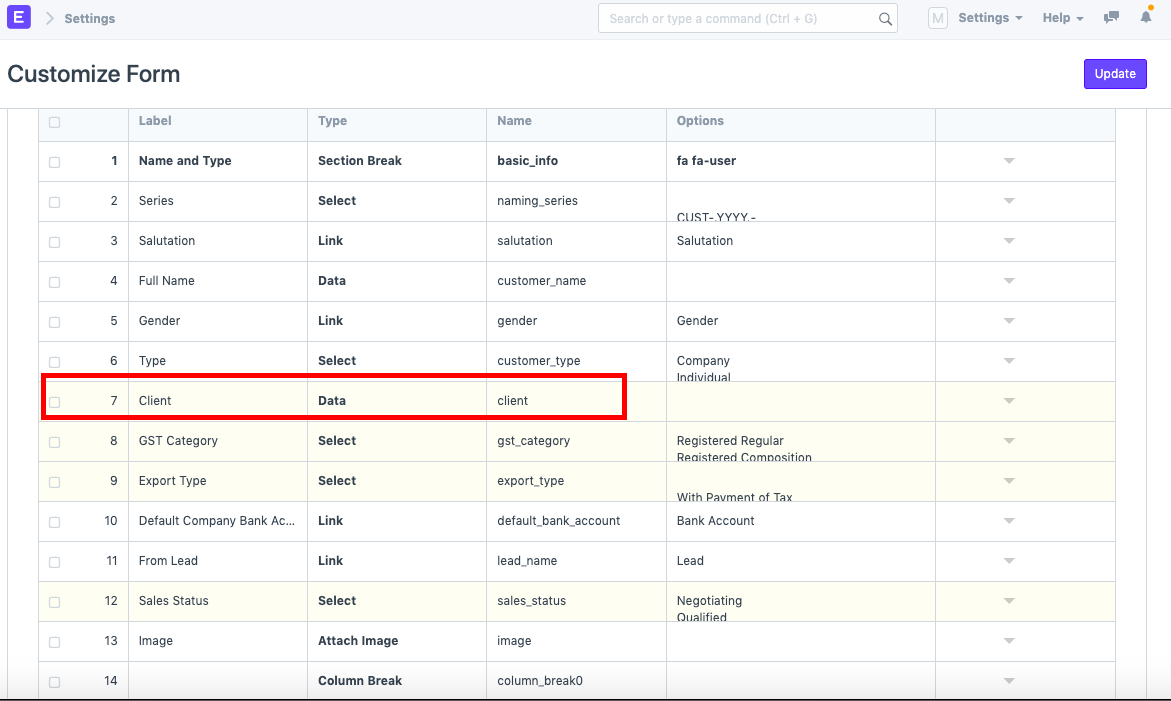 E Settings Search or type a command (Ctrl + G) M Settings Help
Customize Form Update
Label Type Name Options
1 Name and Type Section Break basic_info fa fa-user
2 Series Select naming_series CUST-.YYYY.-
3 Salutation Link salutation Salutation
4 Full Name Data customer_name
5 Gender Link gender Gender
6 Type Select customer_type Company
Individual
7 Client Data client
8 GST Category Select gst_category Registered Regular
Registered Composition
9 Export Type Select export_type With Payment of Tax
10 Default Company Bank Ac... Link default_bank_account Bank Account
11 From Lead Link lead_name Lead
12 Sales Status Select sales_status Negotiating
Qualified
13 Image Attach Image image
14 Column Break column_break0